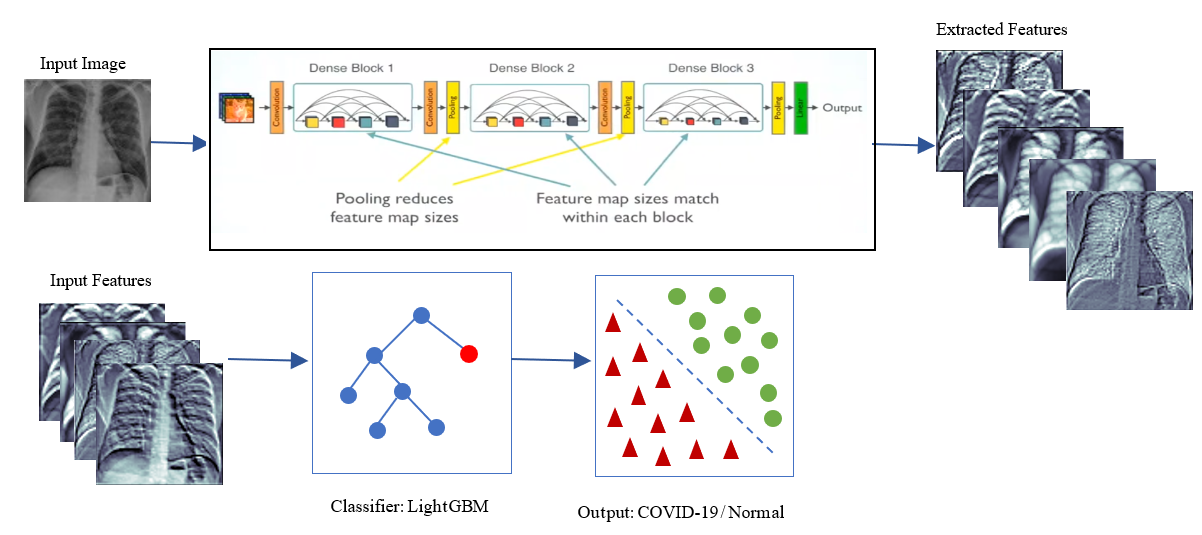 Extracted Features
Input Image
Dense Block 1
Dense Block 2
Dense Block 3
Convolution
Convolution
Pooling
Convolution
Pooling
Pooling
Linear
Output
Pooling reduces
feature map sizes
Feature map sizes match
within each block
Input Features
Classifier: LightGBM
Output: COVID-19 / Normal